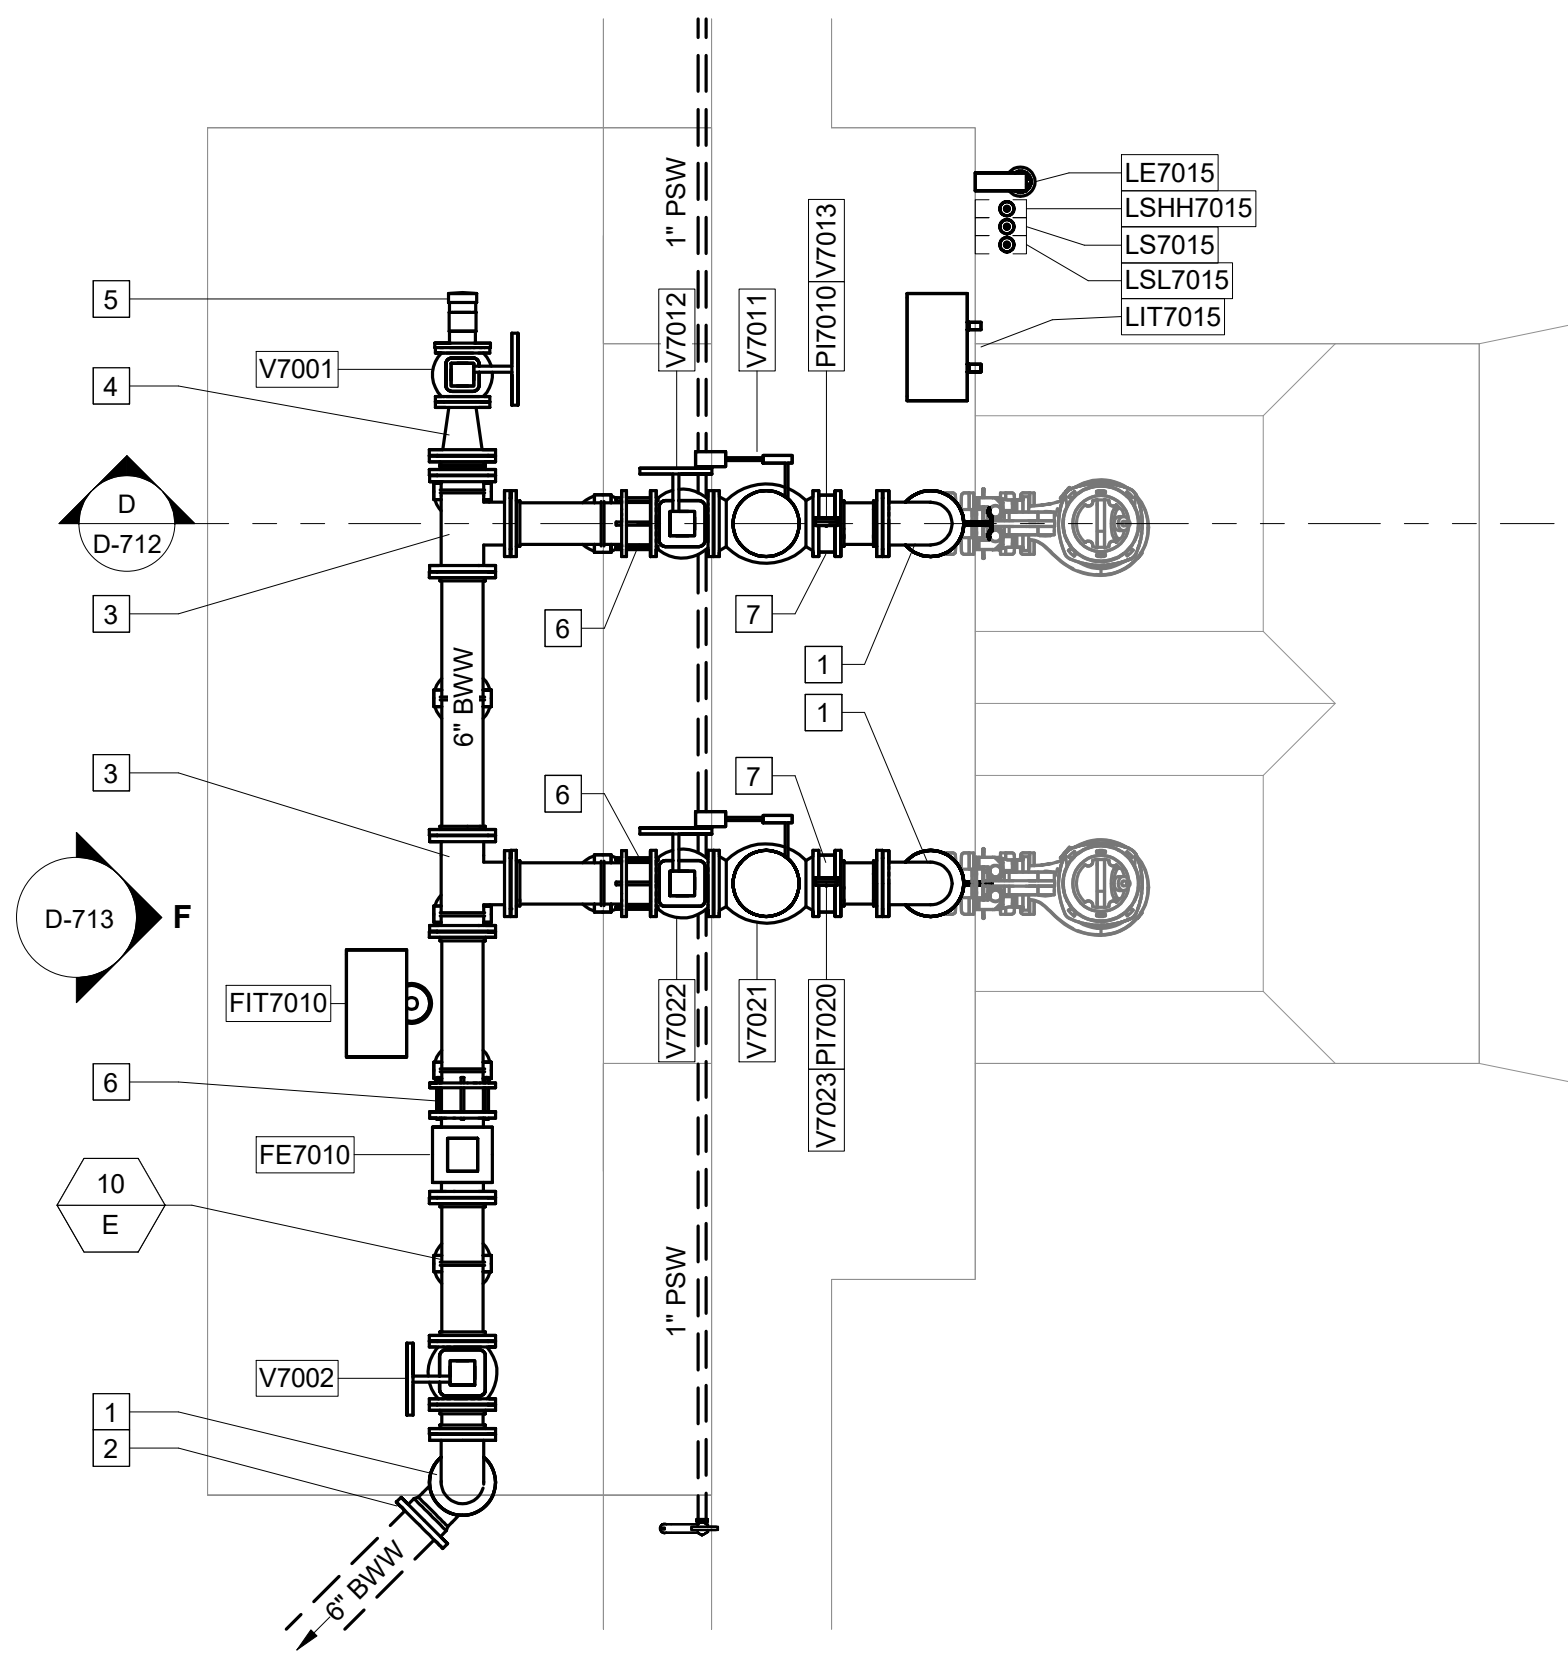 1" PSW
LE7015
LSHH7015
LS7015
LSL7015
LIT7015
V7013
PI7010
V7012
V7011
5
V7001
4
D
D-712
3
6
7
1
1
6" BWW
3
6
7
D-713
F
FIT7010
V7022
V7021
PI7020
V7023
6
FE7010
10
E
1" PSW
V7002
1
2
6" BWW